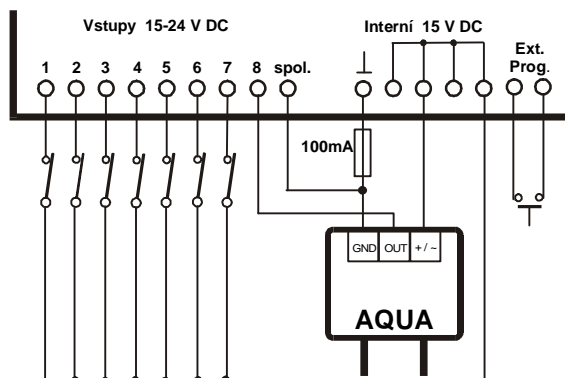 Vstupy 15-24 V DC
Interní 15 V DC
1 2 3 4 5 6 7 8 spol.
Ext.
Prog.
100mA
GND OUT +/~
AQUA